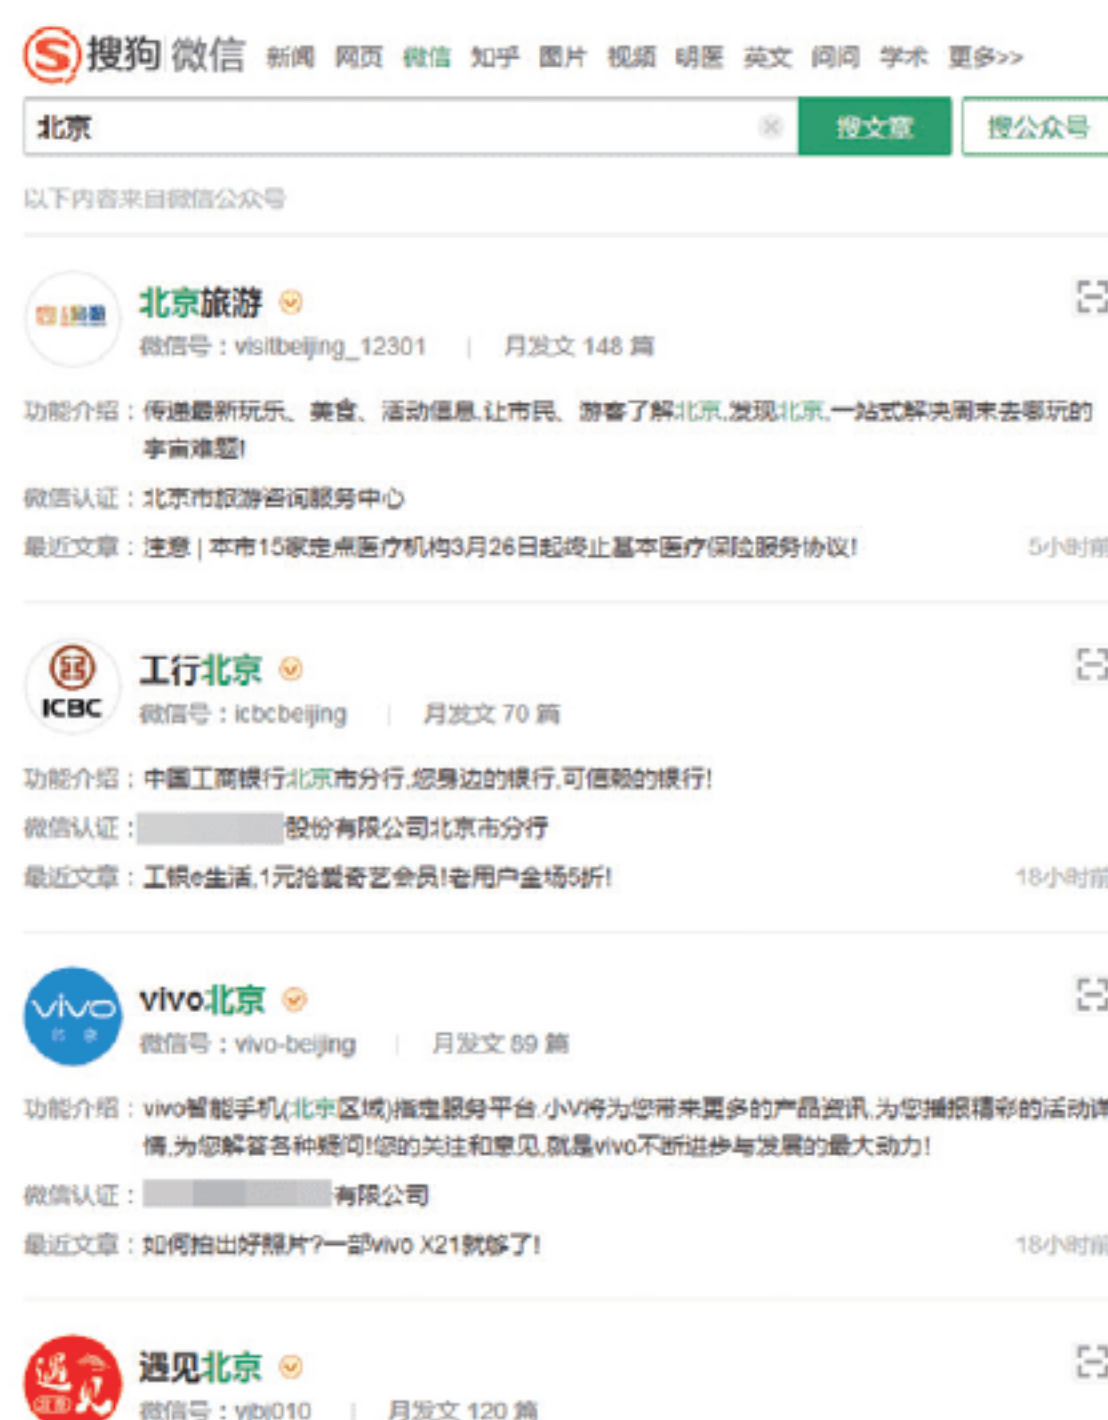 搜狗 微信 新闻 网页 微信 知乎 图片 视频 明医 英文 问问 学术 更多>>
北京 搜文章 搜公众号
以下内容来自微信公众号
北京旅游
微信号：visitbeijing_12301 | 月发文 148 篇
功能介绍：传递最新玩乐、美食、活动信息,让市民、游客了解北京,发现北京,一站式解决周末去哪玩的
宇宙难题!
微信认证：北京市旅游咨询服务中心
最近文章：注意 | 本市15家定点医疗机构3月26日起终止基本医疗保险服务协议! 5小时前
ICBC
工行北京
微信号：icbcbeijing | 月发文 70 篇
功能介绍：中国工商银行北京市分行,您身边的银行,可信赖的银行!
微信认证： 股份有限公司北京市分行
最近文章：工银e生活,1元抢爱奇艺会员!老用户全场5折! 18小时前
vivo
北京
vivo北京
微信号：vivo-beijing | 月发文 89 篇
功能介绍：vivo智能手机(北京区域)指定服务平台.小V将为您带来更多的产品资讯,为您播报精彩的活动详
情,为您解答各种疑问!您的关注和意见,就是vivo不断进步与发展的最大动力!
微信认证： 有限公司
最近文章：如何拍出好照片?一部vivo X21就够了! 18小时前
遇见
遇见北京
微信号：yjbj010 | 月发文 120 篇